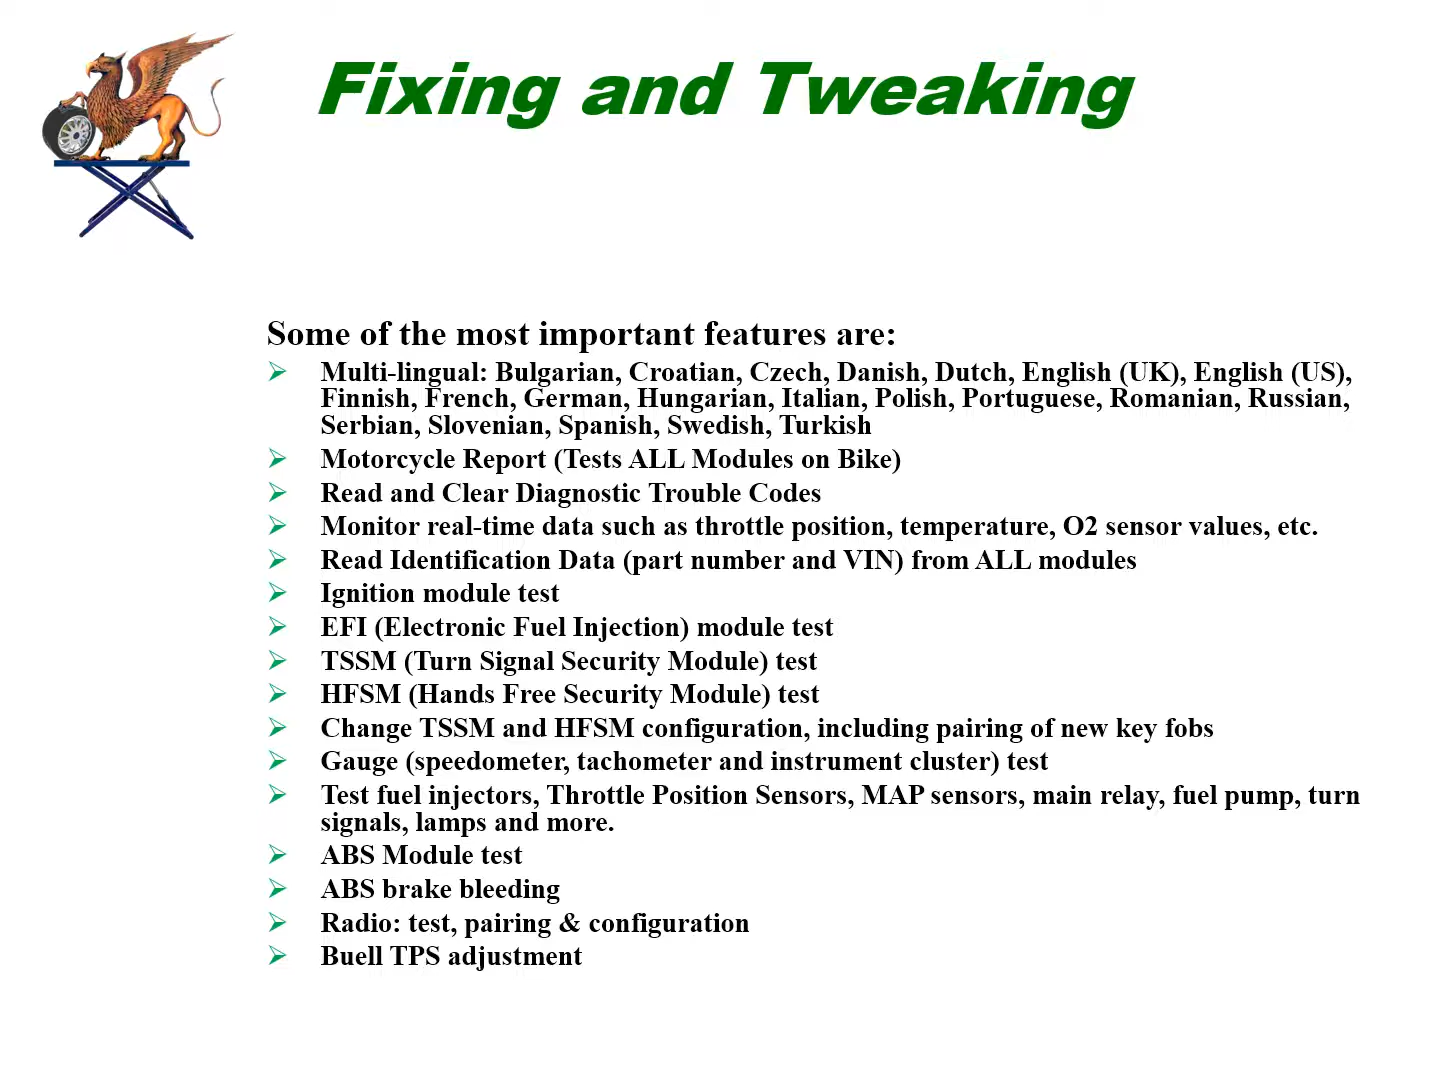 Fixing and Tweaking
Some of the most important features are:
Multi-lingual: Bulgarian, Croatian, Czech, Danish, Dutch, English (UK), English (US),
Finnish, French, German, Hungarian, Italian, Polish, Portuguese, Romanian, Russian,
Serbian, Slovenian, Spanish, Swedish, Turkish
Motorcycle Report (Tests ALL Modules on Bike)
Read and Clear Diagnostic Trouble Codes
Monitor real-time data such as throttle position, temperature, O2 sensor values, etc.
Read Identification Data (part number and VIN) from ALL modules
Ignition module test
EFI (Electronic Fuel Injection) module test
TSSM (Turn Signal Security Module) test
HFSM (Hands Free Security Module) test
Change TSSM and HFSM configuration, including pairing of new key fobs
Gauge (speedometer, tachometer and instrument cluster) test
Test fuel injectors, Throttle Position Sensors, MAP sensors, main relay, fuel pump, turn
signals, lamps and more.
ABS Module test
ABS brake bleeding
Radio: test, pairing & configuration
Buell TPS adjustment